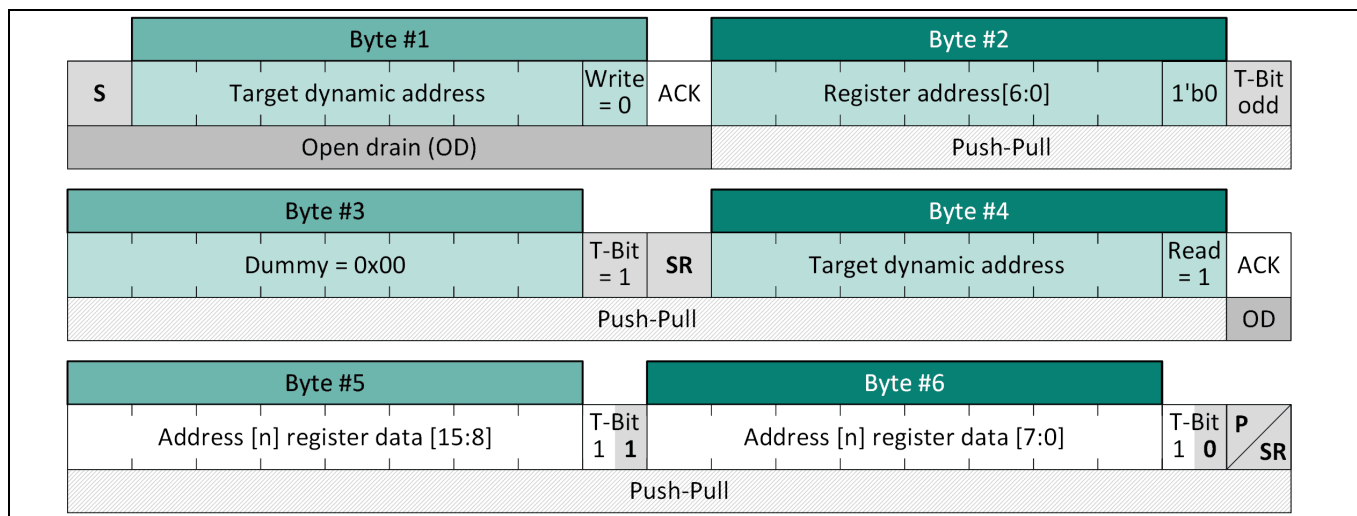 Byte #1 Byte #2
S Target dynamic address Write = 0 ACK Register address[6:0] 1'b0 T-Bit odd
Open drain (OD) Push-Pull
Byte #3 Byte #4
Dummy = 0x00 T-Bit = 1 SR Target dynamic address Read = 1 ACK
Push-Pull OD
Byte #5 Byte #6
Address [n] register data [15:8] T-Bit 1 1 Address [n] register data [7:0] T-Bit 1 0 P SR
Push-Pull